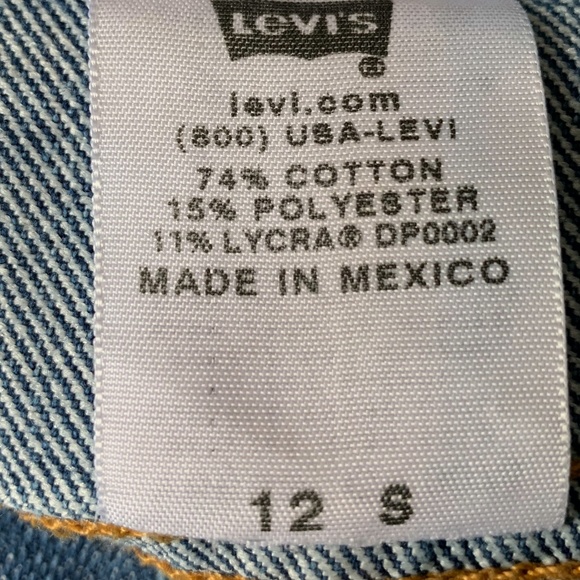 LEVI'S
®
levi.com
(800) USA-LEVI
74% COTTON
15% POLYESTER
11% LYCRA® DP0002
MADE IN MEXICO
12 S